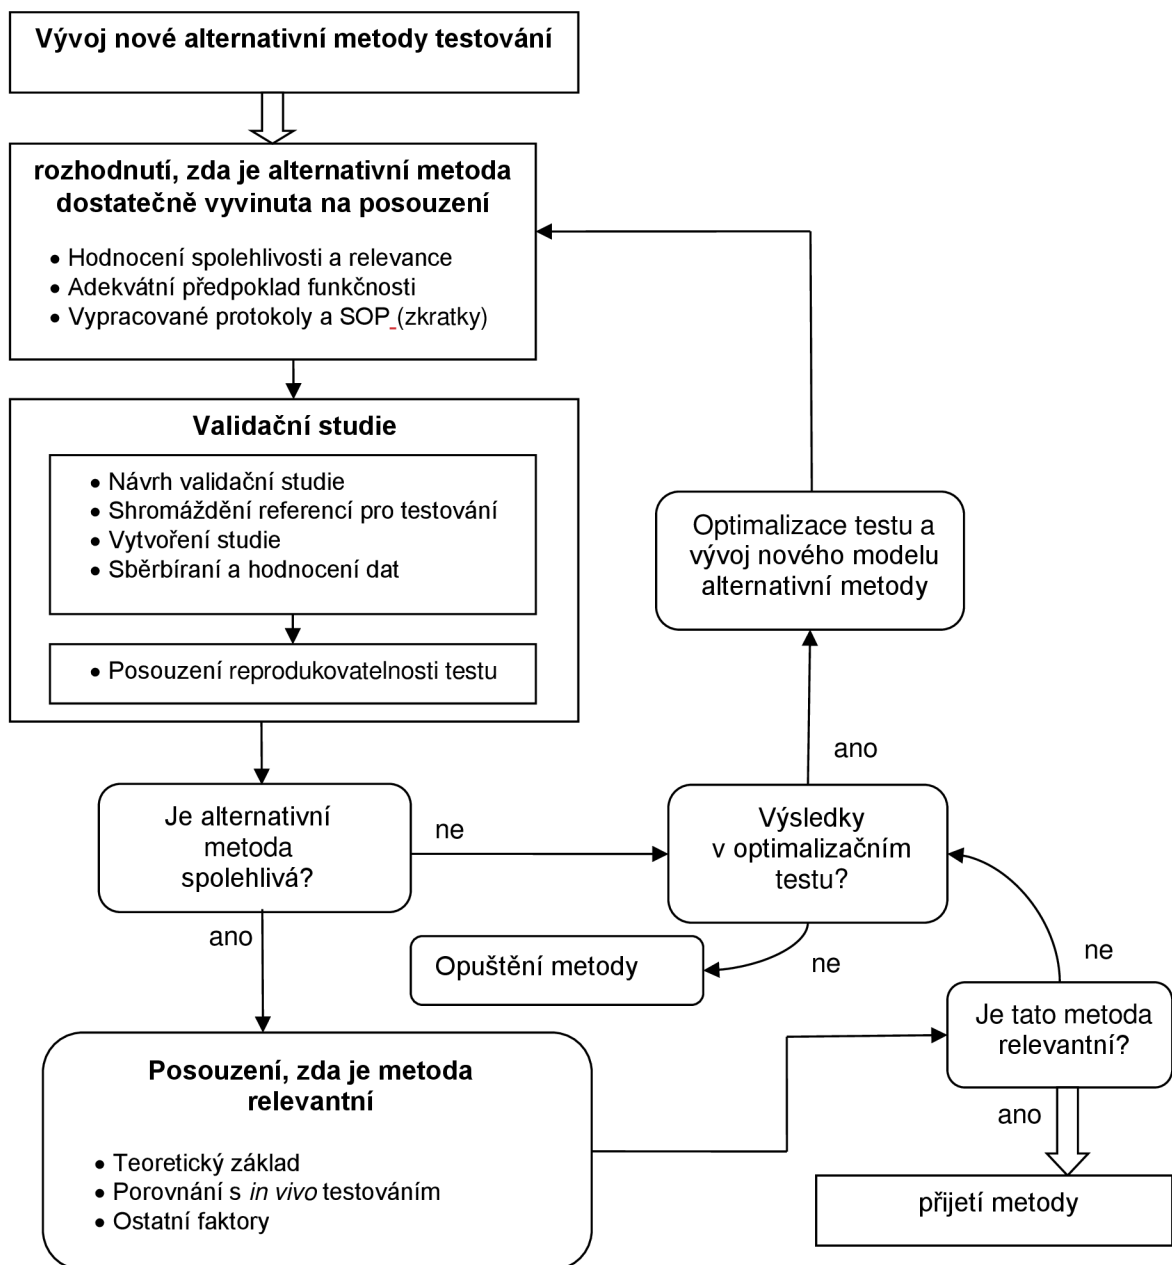 Vývoj nové alternativní metody testování
rozhodnutí, zda je alternativní metoda
dostatečně vyvinuta na posouzení
• Hodnocení spolehlivosti a relevance
• Adekvátní předpoklad funkčnosti
• Vypracované protokoly a SOP (zkratky)
Validační studie
• Návrh validační studie
• Shromáždění referencí pro testování
• Vytvoření studie
• Sběrbíraní a hodnocení dat
• Posouzení reprodukovatelnosti testu
Optimalizace testu a
vývoj nového modelu
alternativní metody
ano
Je alternativní
metoda
spolehlivá?
ne
Výsledky
v optimalizačním
testu?
ano
Opuštění metody
ne
ne
Je tato metoda
relevantní?
ano
Posouzení, zda je metoda
relevantní
• Teoretický základ
• Porovnání s in vivo testováním
• Ostatní faktory
přijetí metody